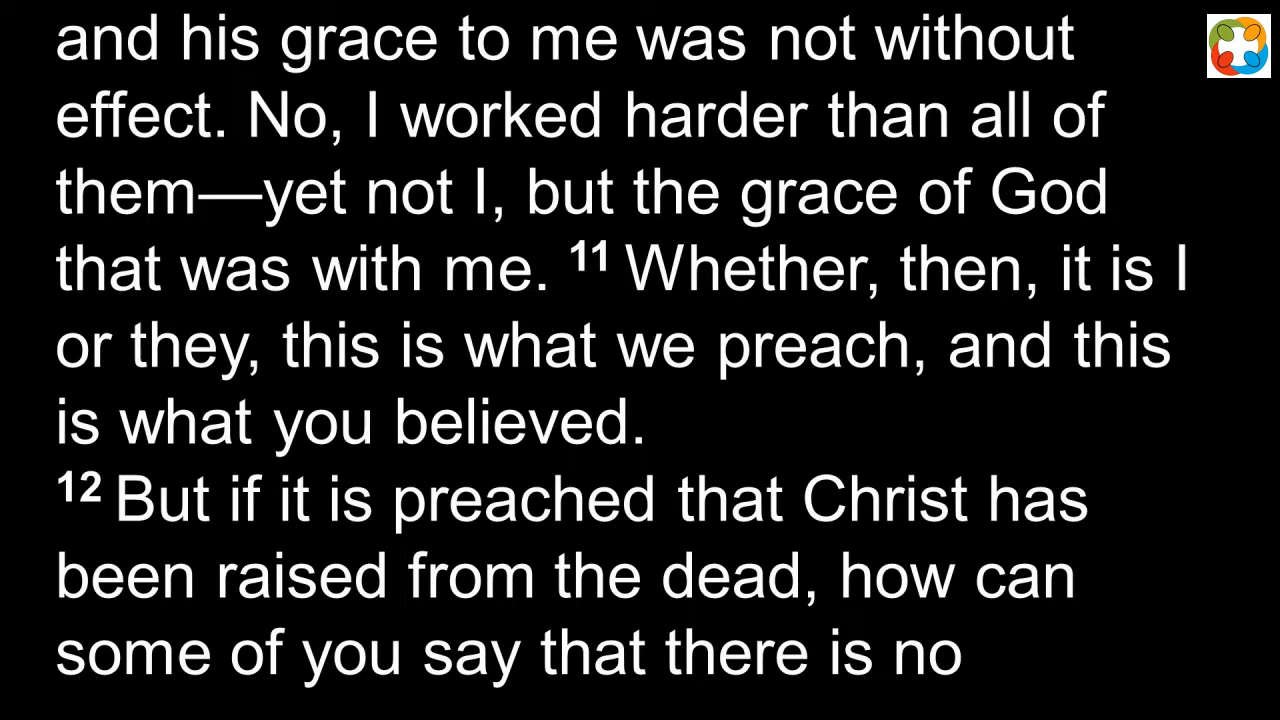 and his grace to me was not without
effect. No, I worked harder than all of
them—yet not I, but the grace of God
that was with me. 11 Whether, then, it is I
or they, this is what we preach, and this
is what you believed.
12 But if it is preached that Christ has
been raised from the dead, how can
some of you say that there is no